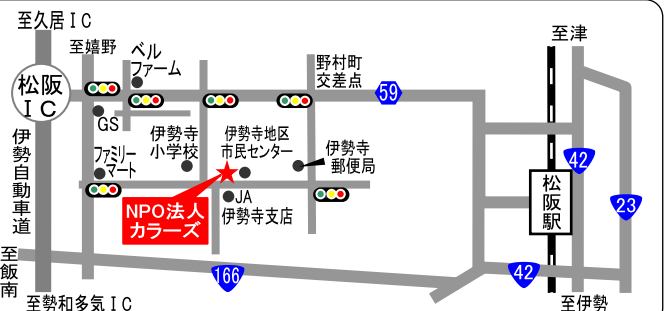 至久居IC
至嬉野
ベル
ファーム
野村町
交差点
至津
松阪
IC
59
GS
伊勢寺
小学校
伊勢寺地区
市民センター
伊勢寺
郵便局
ファミリー
マート
伊勢自動車道
42
松阪駅
23
JA
伊勢寺支店
NPO法人
カラーズ
至飯南
166
42
至勢和多気IC
至伊勢